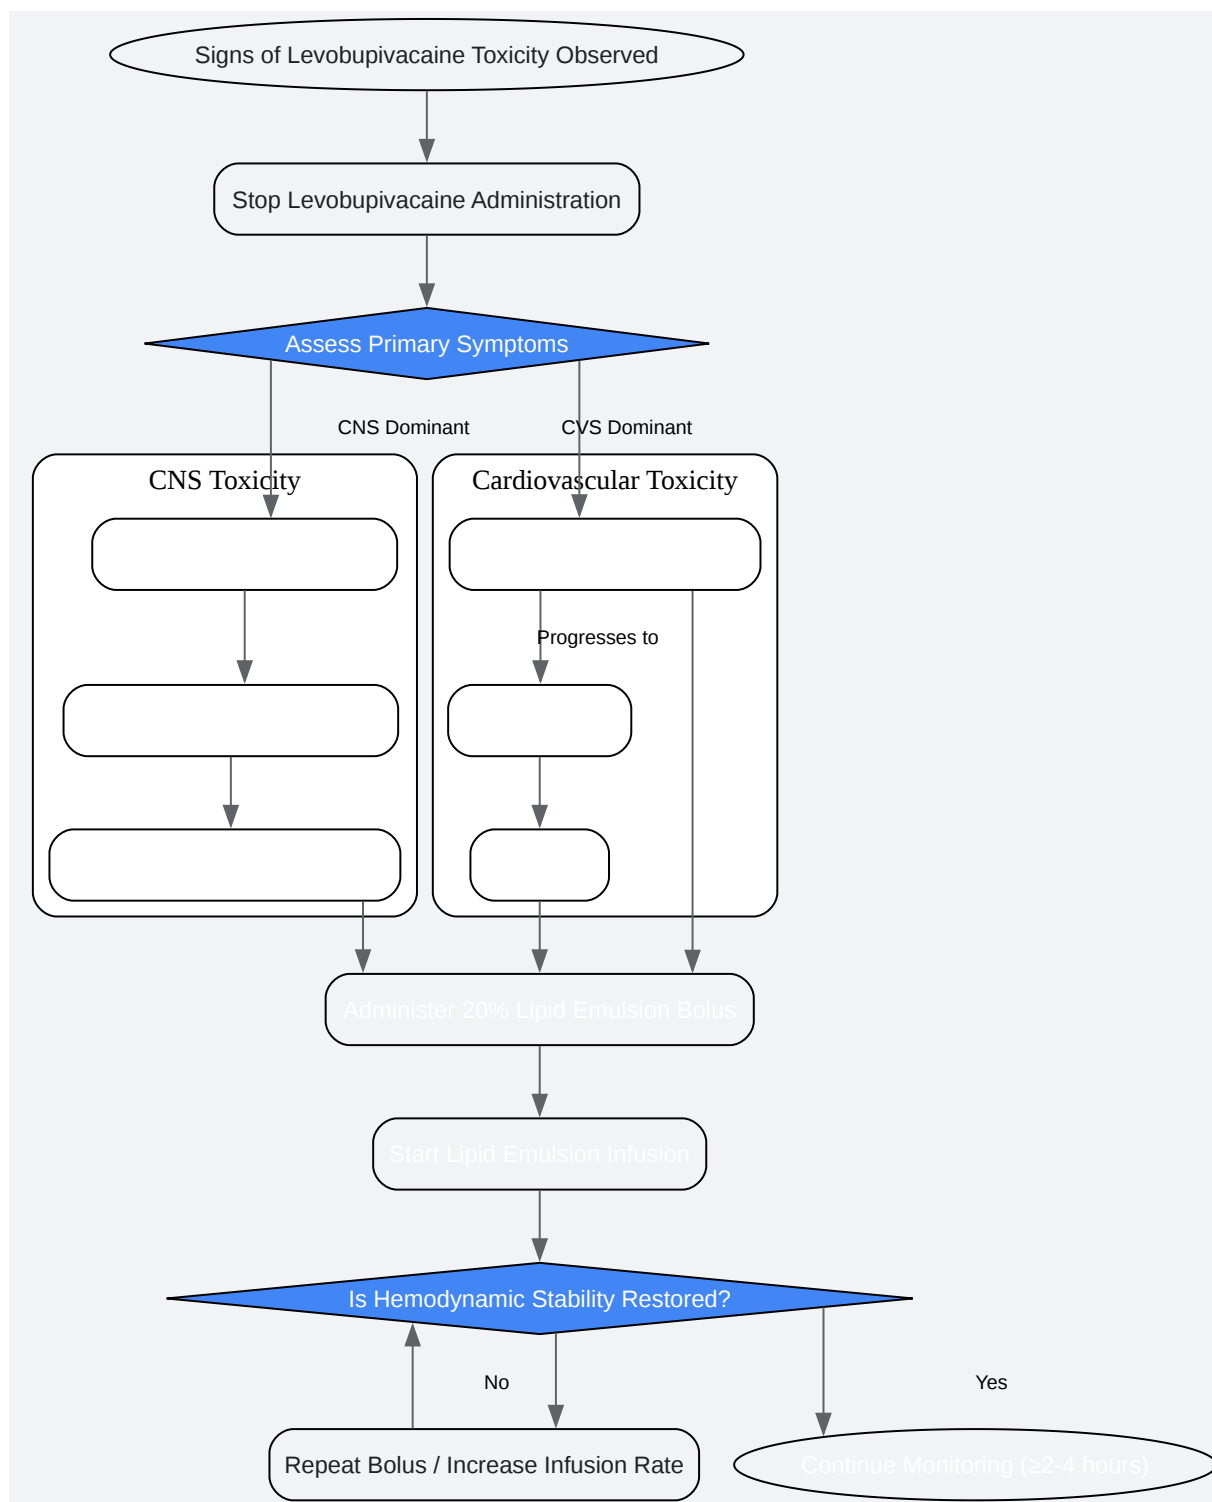 Signs of Levobupivacaine Toxicity Observed
Stop Levobupivacaine Administration
Assess Primary Symptoms
CNS Dominant
CVS Dominant
CNS Toxicity
Cardiovascular Toxicity
Progresses to
Administer 20% Lipid Emulsion Bolus
Start Lipid Emulsion Infusion
Is Hemodynamic Stability Restored?
No
Yes
Repeat Bolus / Increase Infusion Rate
Continue Monitoring (≥2-4 hours)